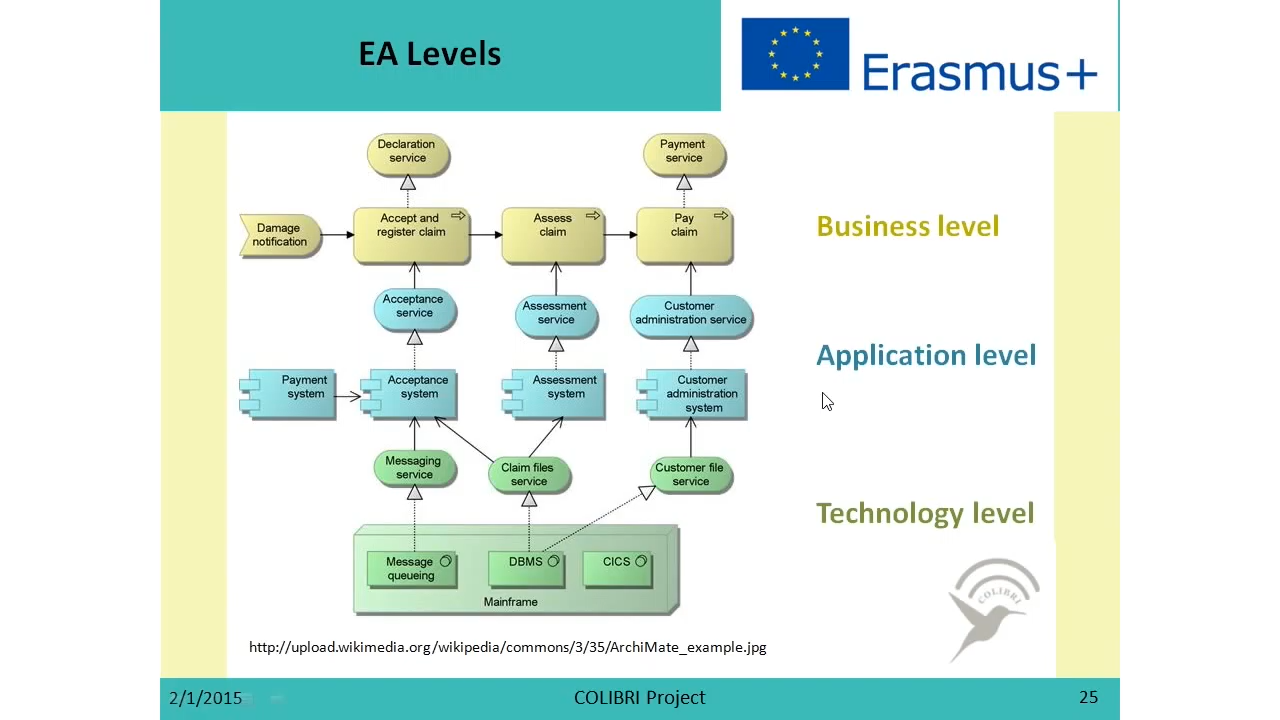 EA Levels
Erasmus+
Declaration
service
Payment
service
Damage
notification
Accept and
register claim
Assess
claim
Pay
claim
Business level
Acceptance
service
Assessment
service
Customer
administration service
Application level
Payment
system
Acceptance
system
Assessment
system
Customer
administration
system
Messaging
service
Claim files
service
Customer file
service
Technology level
Message
queueing
DBMS
CICS
Mainframe
COLIBRI
http://upload.wikimedia.org/wikipedia/commons/3/35/ArchiMate_example.jpg
2/1/2015
COLIBRI Project
25